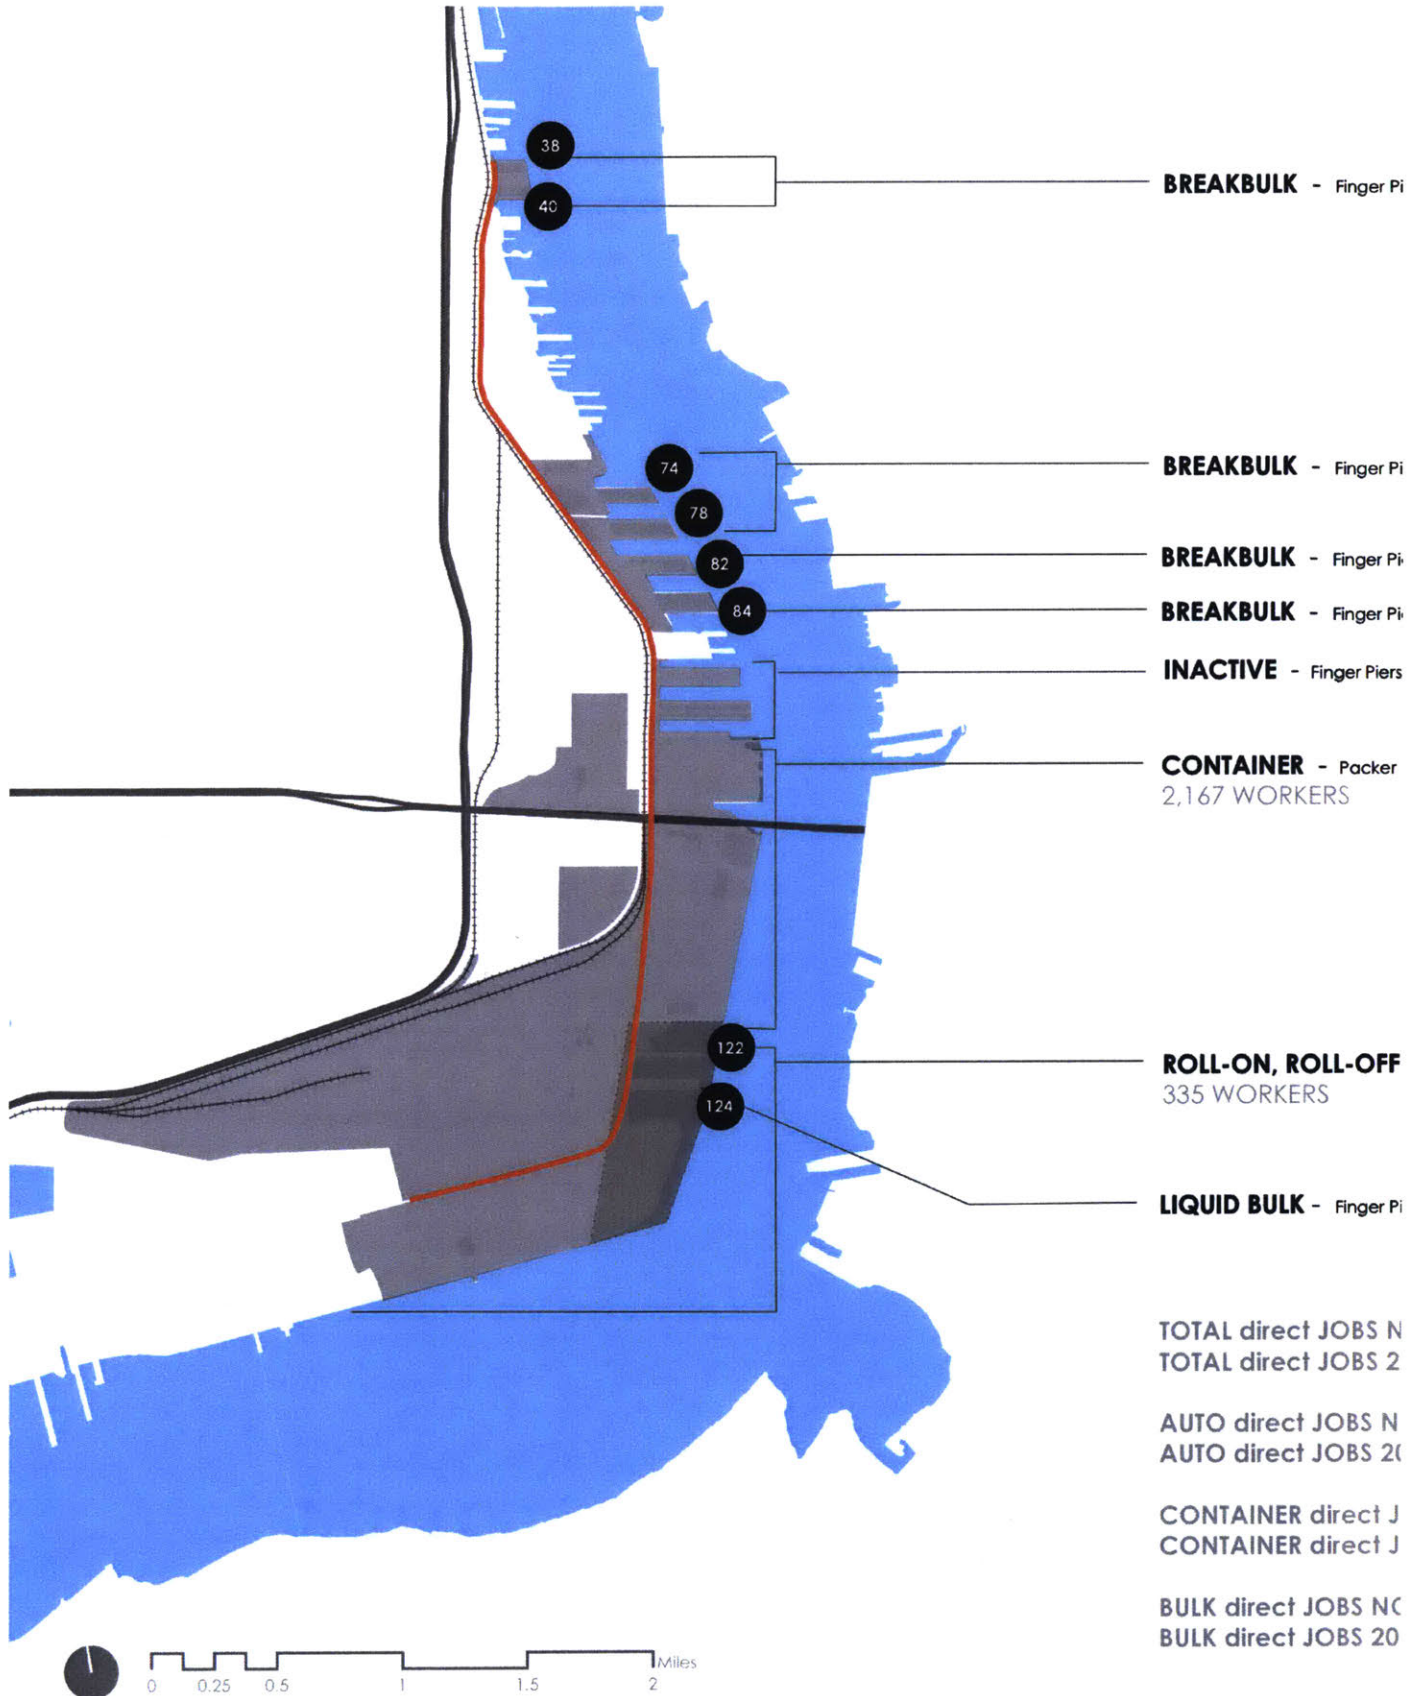 38
40
BREAKBULK - Finger Pi
74
BREAKBULK - Finger Pi
78
82
BREAKBULK - Finger Pi
84
BREAKBULK - Finger Pi
INACTIVE - Finger Piers
CONTAINER - Packer
2,167 WORKERS
122
ROLL-ON, ROLL-OFF
335 WORKERS
124
LIQUID BULK - Finger Pi
TOTAL direct JOBS N
TOTAL direct JOBS 2
AUTO direct JOBS N
AUTO direct JOBS 20
CONTAINER direct J
CONTAINER direct J
BULK direct JOBS NO
BULK direct JOBS 20
Miles
0 0.25 0.5 1 1.5 2